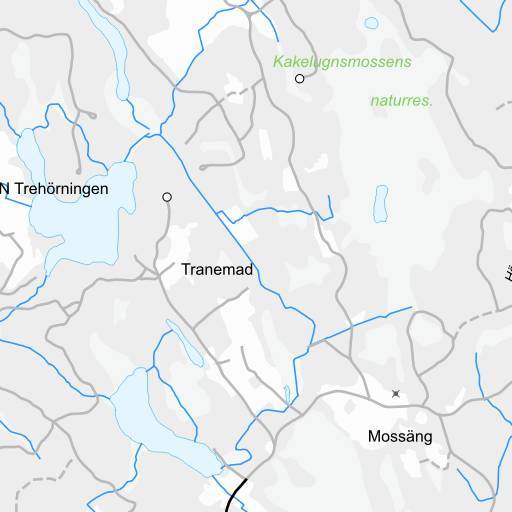 Kakelugnsmossens
naturres.
N Trehörningen
Tranemad
Mossäng